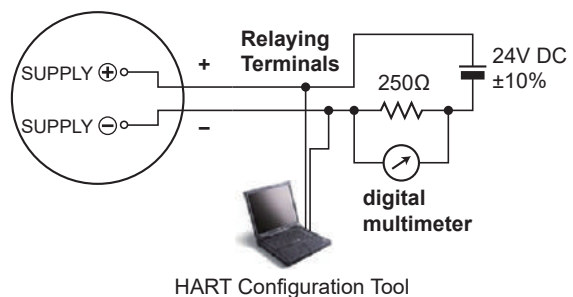 SUPPLY ⊕
SUPPLY ⊖
+
−
Relaying
Terminals
250Ω
24V DC
±10%
digital
multimeter
HART Configuration Tool